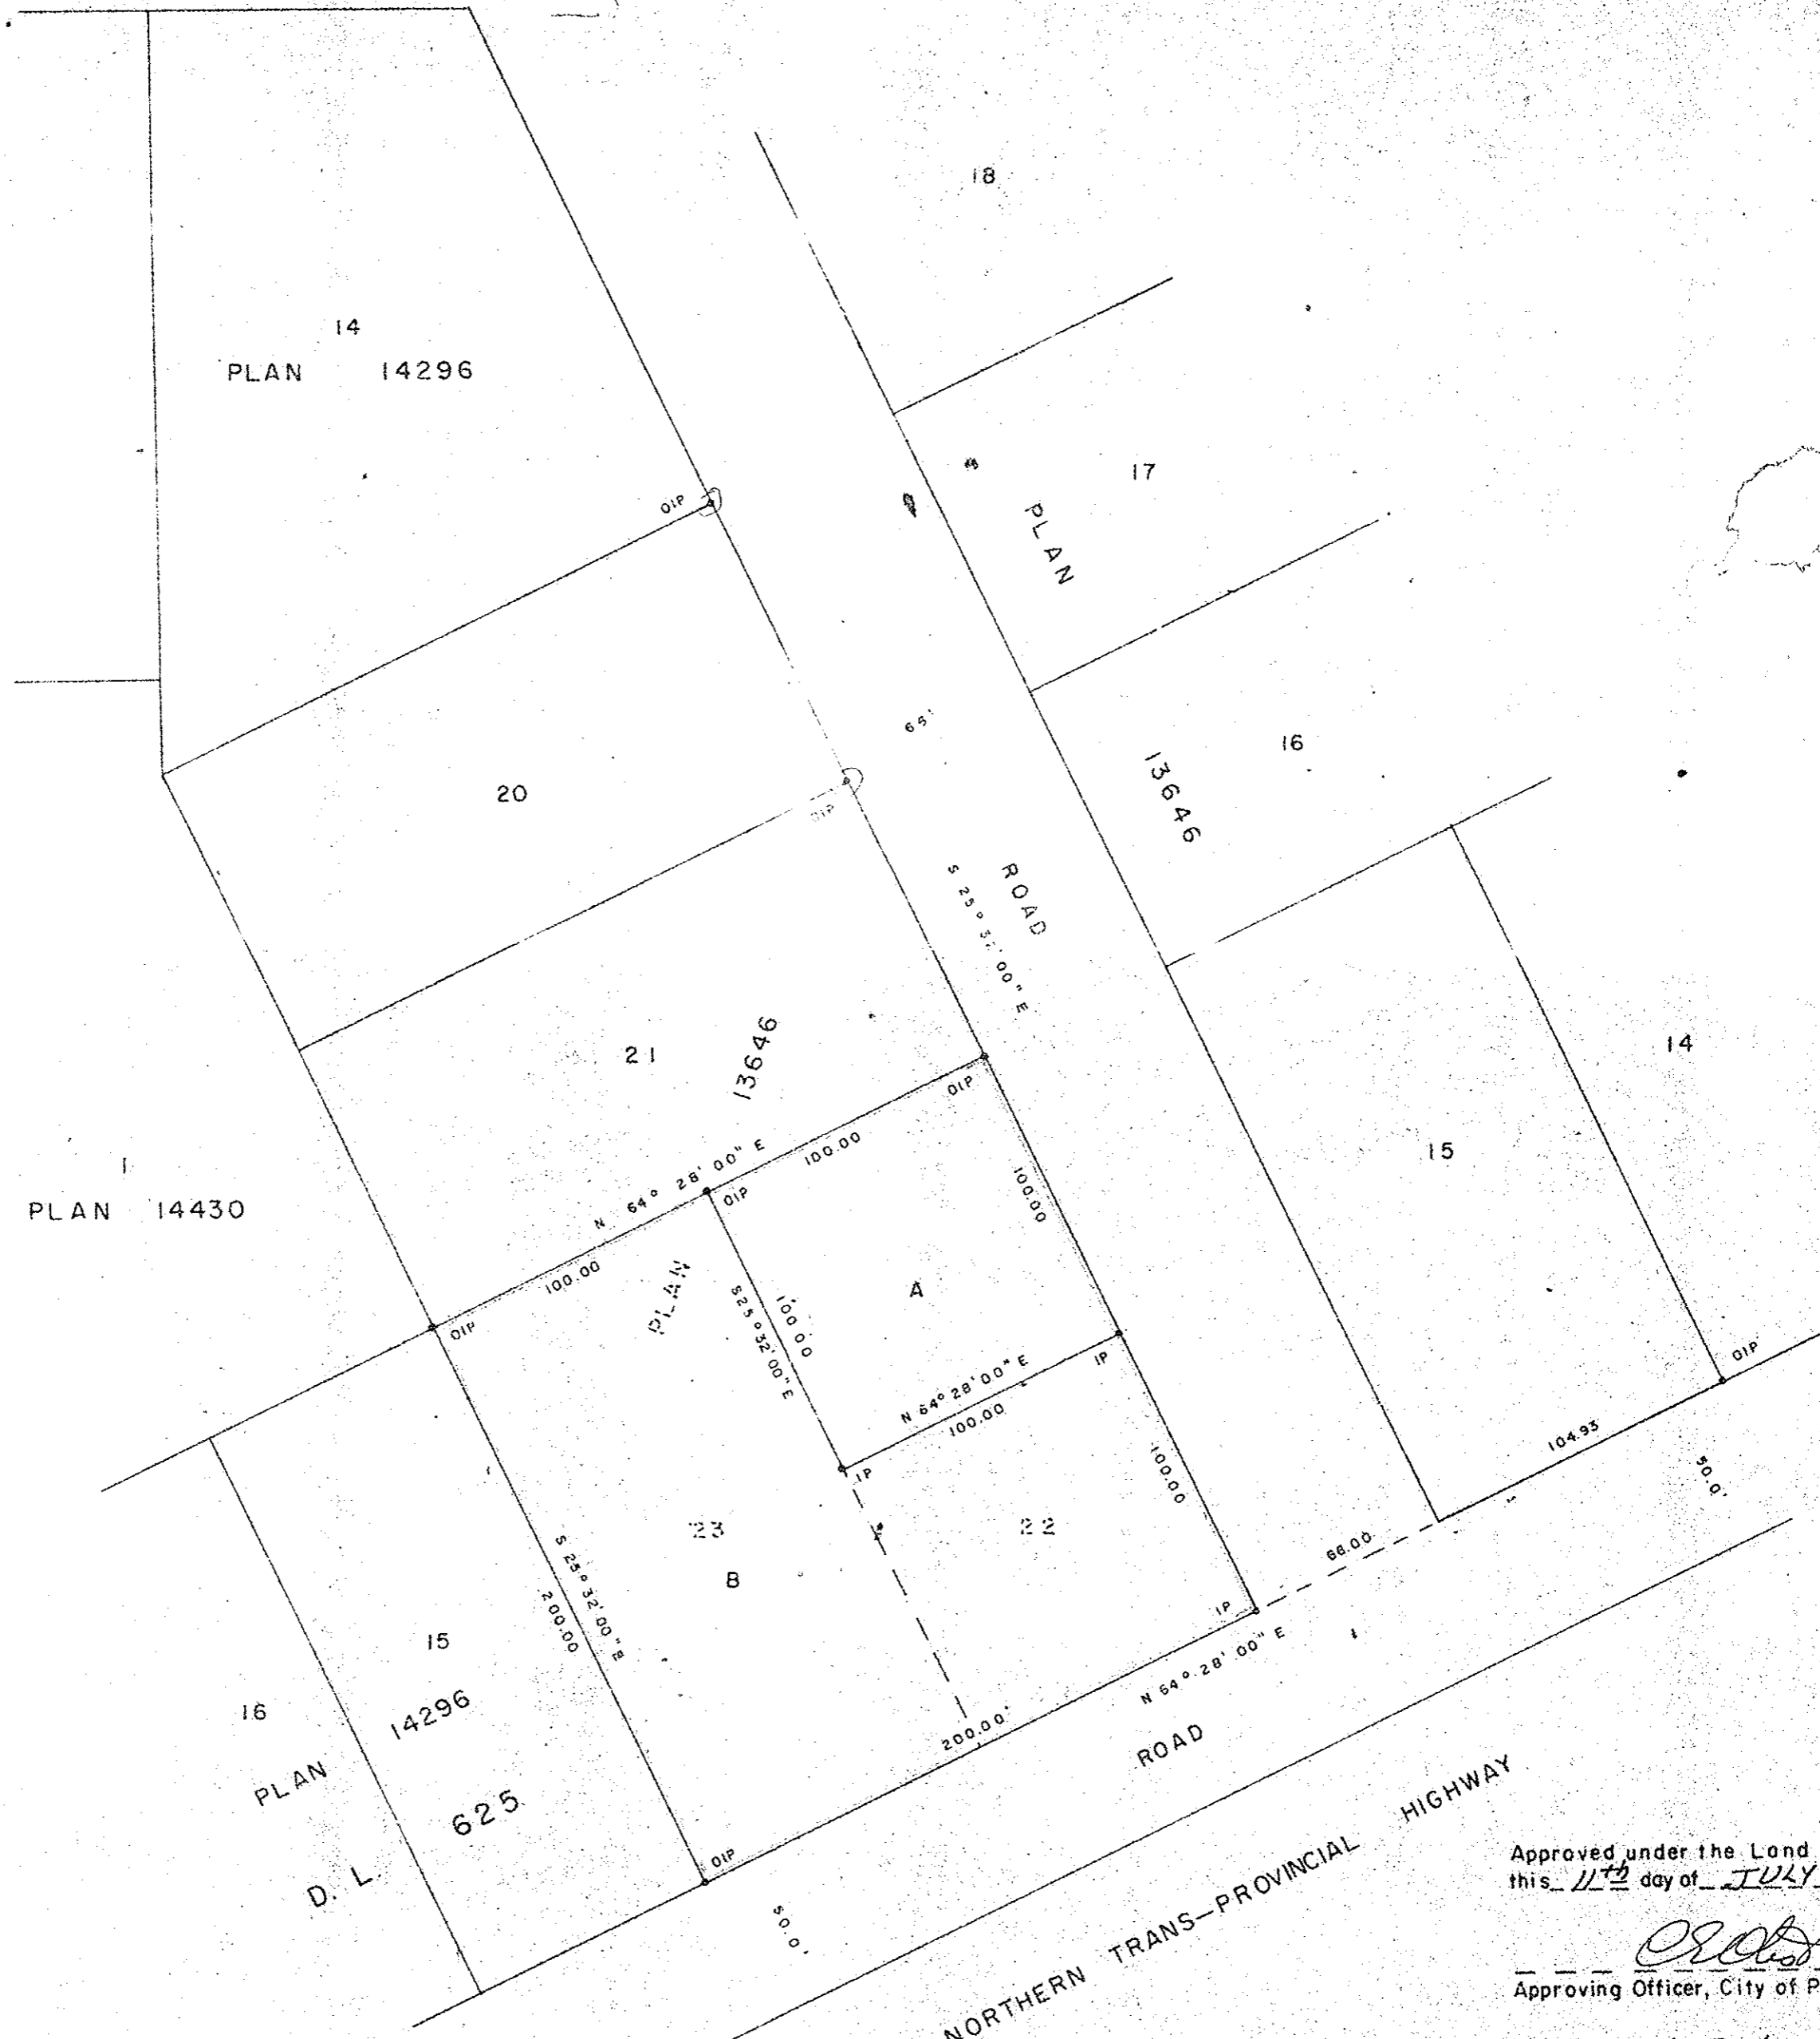 18
14
PLAN 14296
17
OIP
PLAN
66'
16
13646
20
OIP
ROAD
S 25° 32' 00" E
21
13646
14
OIP
15
1
PLAN 14430
N 64° 28' 00" E
100.00
100.00
OIP
100.00
PLAN
A
100.00
S 25° 32' 00" E
OIP
N 64° 28' 00" E
100.00
IP
OIP
IP
100.00
104.93
50.0'
23
22
B
66.00
S 25° 32' 00" E
200.00
IP
15
16
14296
PLAN
N 64° 28' 00" E
200.00'
ROAD
625
D. L.
OIP
50.0'
NORTHERN TRANS-PROVINCIAL HIGHWAY
Approved under the Land
this 11th day of JULY
Approving Officer, City of P